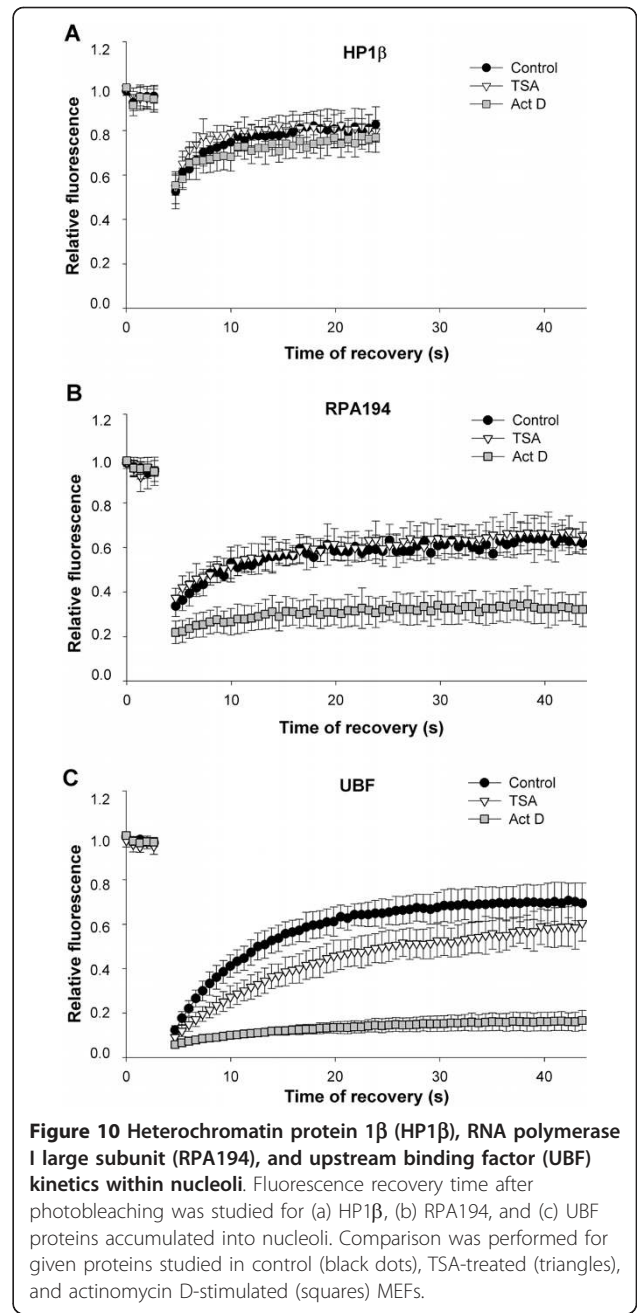 A
HP1β
Control
TSA
Act D
Relative fluorescence
1.2
1.0
0.8
0.6
0.4
0.2
0.0
0
10
20
30
40
Time of recovery (s)
B
RPA194
Control
TSA
Act D
Relative fluorescence
1.2
1.0
0.8
0.6
0.4
0.2
0.0
0
10
20
30
40
Time of recovery (s)
C
UBF
Control
TSA
Act D
Relative fluorescence
1.2
1.0
0.8
0.6
0.4
0.2
0.0
0
10
20
30
40
Time of recovery (s)
Figure 10 Heterochromatin protein 1β (HP1β), RNA polymerase
I large subunit (RPA194), and upstream binding factor (UBF)
kinetics within nucleoli. Fluorescence recovery time after
photobleaching was studied for (a) HP1β, (b) RPA194, and (c) UBF
proteins accumulated into nucleoli. Comparison was performed for
given proteins studied in control (black dots), TSA-treated (triangles),
and actinomycin D-stimulated (squares) MEFs.